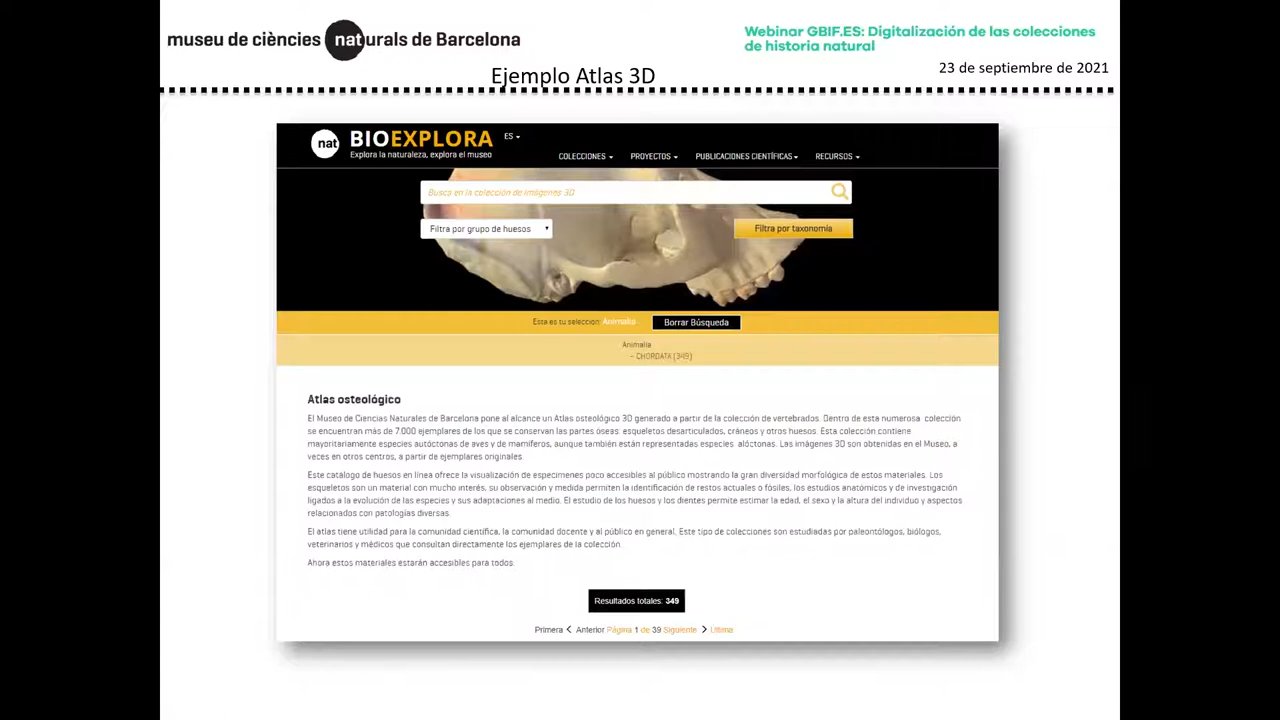 museu de ciències naturals de Barcelona
Webinar GBIF.ES: Digitalización de las colecciones
de historia natural
Ejemplo Atlas 3D
23 de septiembre de 2021
nat BIOEXPLORA ES
Explora la naturaleza, explora el museo
COLECCIONES PROYECTOS PUBLICACIONES CIENTÍFICAS RECURSOS
Busca en la colección de imágenes 3D
Filtra por grupo de huesos Filtra por taxonomía
Esta es tu selección: Animalia Borrar Búsqueda
Animalia
– CHORDATA (349)
Atlas osteológico
El Museo de Ciencias Naturales de Barcelona pone al alcance un Atlas osteológico 3D generado a partir de la colección de vertebrados. Dentro de esta numerosa colección
se encuentran más de 7.000 ejemplares de los que se conservan las partes óseas: esqueletos desarticulados, cráneos y otros huesos. Esta colección contiene
mayoritariamente especies autóctonas de aves y de mamíferos, aunque también están representadas especies alóctonas. Las imágenes 3D son obtenidas en el Museo, a
veces en otros centros, a partir de ejemplares originales.
Este catálogo de huesos en línea ofrece la visualización de especímenes poco accesibles al público mostrando la gran diversidad morfológica de estos materiales. Los
esqueletos son un material con mucho interés, su observación y medida permiten la identificación de restos actuales o fósiles, los estudios anatómicos y de investigación
ligados a la evolución de las especies y sus adaptaciones al medio. El estudio de los huesos y los dientes permite estimar la edad, el sexo y la altura del individuo y aspectos
relacionados con patologías diversas.
El atlas tiene utilidad para la comunidad científica, la comunidad docente y al público en general. Este tipo de colecciones son estudiadas por paleontólogos, biólogos,
veterinarios y médicos que consultan directamente los ejemplares de la colección.
Ahora estos materiales estarán accesibles para todos.
Resultados totales: 349
Primera < Anterior Página 1 de 39 Siguiente > Última